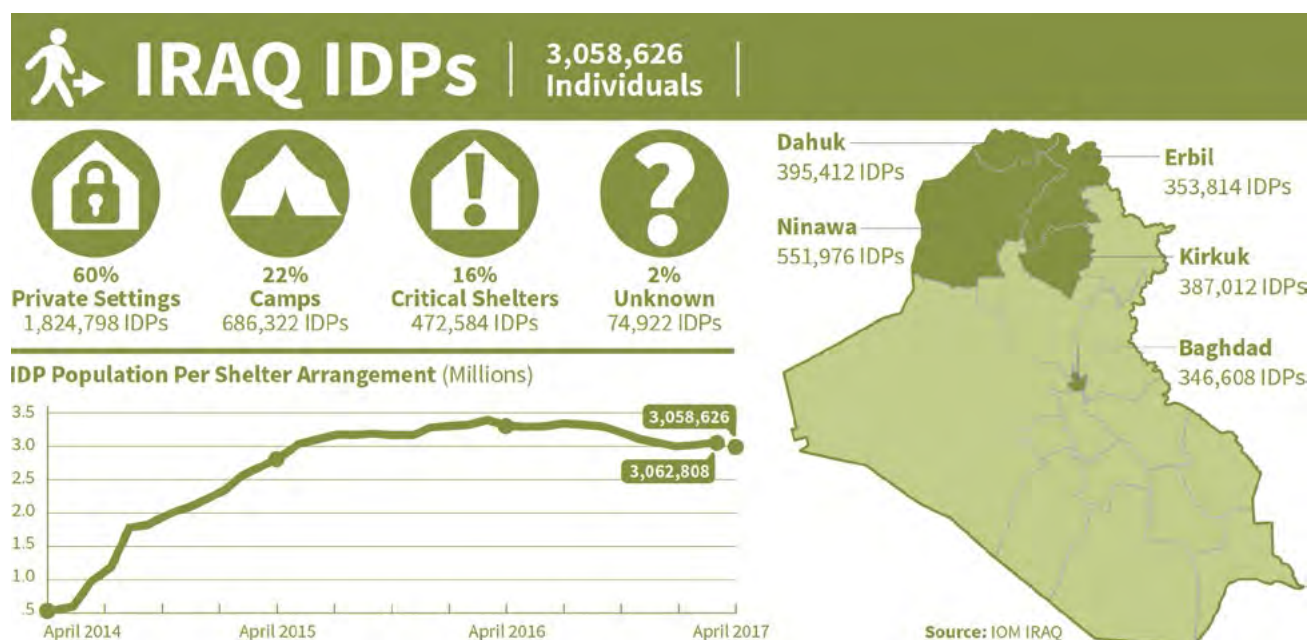 IRAQ IDPs
3,058,626
Individuals
60%
Private Settings
1,824,798 IDPs
22%
Camps
686,322 IDPs
16%
Critical Shelters
472,584 IDPs
2%
Unknown
74,922 IDPs
IDP Population Per Shelter Arrangement (Millions)
3.5
3.0
2.5
2.0
1.5
1.0
.5
3,058,626
3,062,808
April 2014
April 2015
April 2016
April 2017
Dahuk
395,412 IDPs
Ninawa
551,976 IDPs
Erbil
353,814 IDPs
Kirkuk
387,012 IDPs
Baghdad
346,608 IDPs
Source: IOM IRAQ